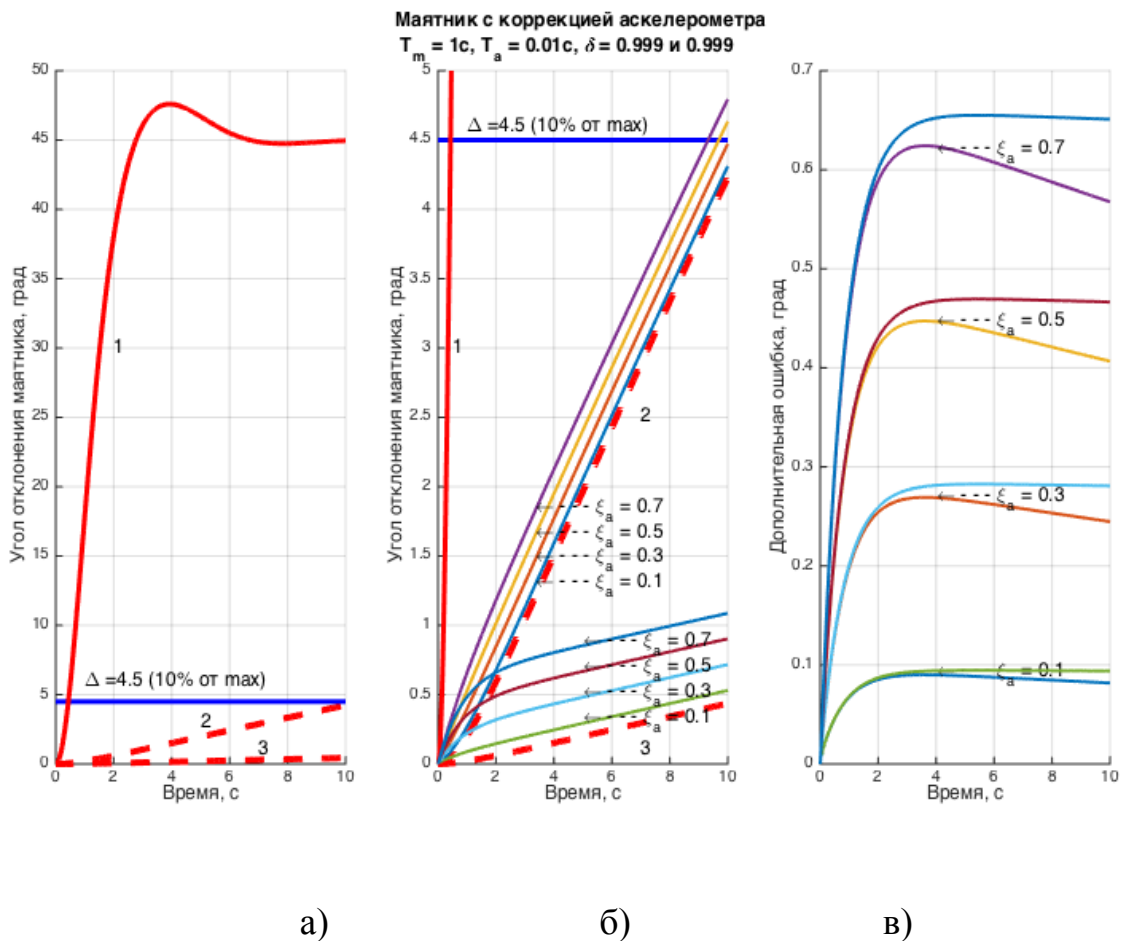 Маятник с коррекцией аскелерометра
T_m = 1с, T_a = 0.01с, δ = 0.999 и 0.999
50
45
40
35
30
25
20
15
10
5
0
Угол отклонения маятника, град
1
Δ =4.5 (10% от max)
2
3
0 2 4 6 8 10
Время, с
а)
5
4.5
4
3.5
3
2.5
2
1.5
1
0.5
0
Угол отклонения маятника, град
Δ =4.5 (10% от max)
1
2
ξ_a = 0.7
ξ_a = 0.5
ξ_a = 0.3
ξ_a = 0.1
ξ_a = 0.7
ξ_a = 0.5
ξ_a = 0.3
ξ_a = 0.1
3
0 2 4 6 8 10
Время, с
б)
0.7
0.6
0.5
0.4
0.3
0.2
0.1
0
Дополнительная ошибка, град
ξ_a = 0.7
ξ_a = 0.5
ξ_a = 0.3
ξ_a = 0.1
0 2 4 6 8 10
Время, с
в)